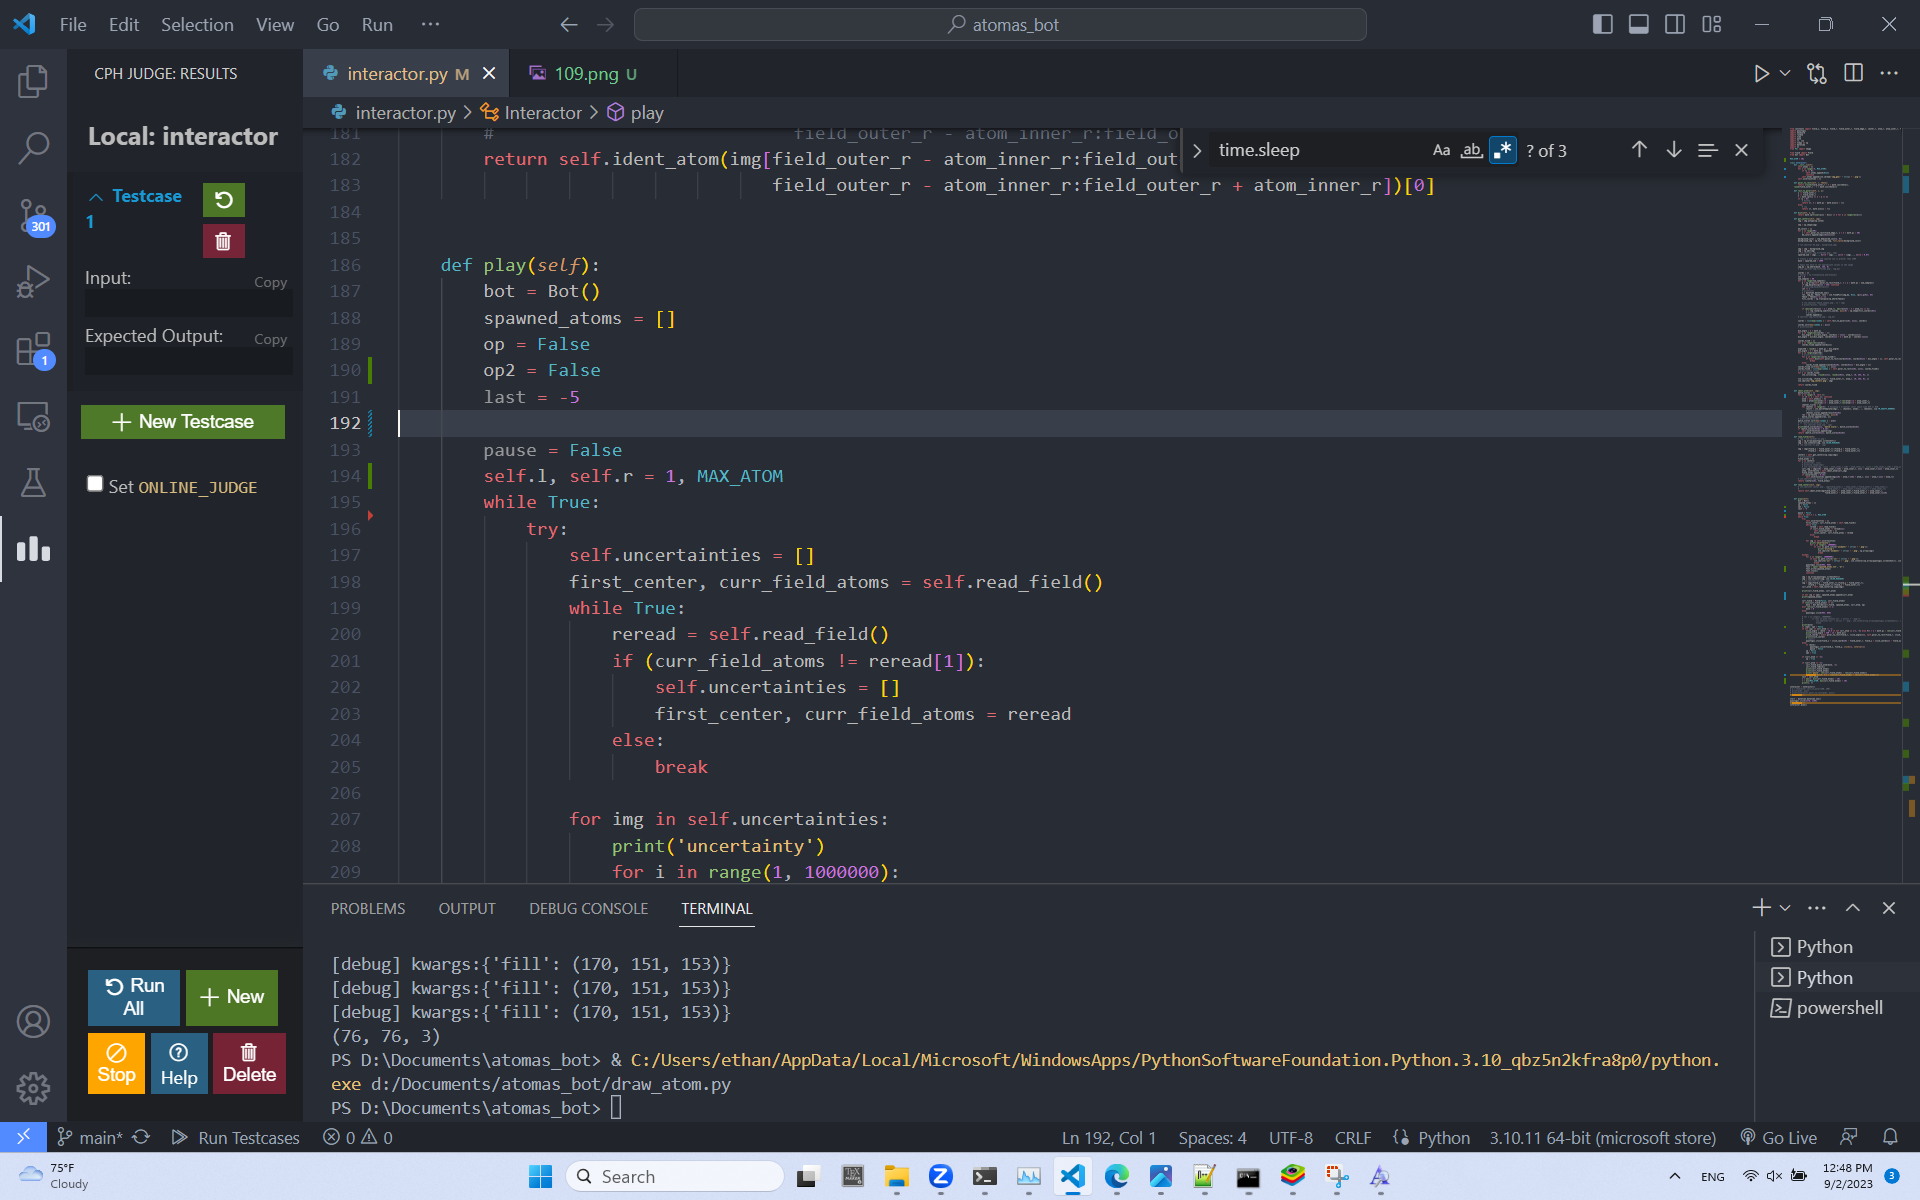 File Edit Selection View Go Run ··· atomas_bot
CPH JUDGE: RESULTS
Local: interactor
Testcase 1
Input:
Copy
Expected Output:
Copy
+ New Testcase
Set ONLINE_JUDGE
Run All
+ New
Stop
Help
Delete
interactor.py M
109.png U
interactor.py > Interactor > play
time.sleep Aa ab ? of 3
181 # field_outer_r - atom_inner_r:field_o
182 return self.ident_atom(img[field_outer_r - atom_inner_r:field_out
183 field_outer_r - atom_inner_r:field_outer_r + atom_inner_r])[0]
184
185
186 def play(self):
187 bot = Bot()
188 spawned_atoms = []
189 op = False
190 op2 = False
191 last = -5
192
193 pause = False
194 self.l, self.r = 1, MAX_ATOM
195 while True:
196 try:
197 self.uncertainties = []
198 first_center, curr_field_atoms = self.read_field()
199 while True:
200 reread = self.read_field()
201 if (curr_field_atoms != reread[1]):
202 self.uncertainties = []
203 first_center, curr_field_atoms = reread
204 else:
205 break
206
207 for img in self.uncertainties:
208 print('uncertainty')
209 for i in range(1, 1000000):
PROBLEMS OUTPUT DEBUG CONSOLE TERMINAL
[debug] kwargs:{'fill': (170, 151, 153)}
[debug] kwargs:{'fill': (170, 151, 153)}
[debug] kwargs:{'fill': (170, 151, 153)}
(76, 76, 3)
PS D:\Documents\atomas_bot> & C:/Users/ethan/AppData/Local/Microsoft/WindowsApps/PythonSoftwareFoundation.Python.3.10_qbz5n2kfra8p0/python.
exe d:/Documents/atomas_bot/draw_atom.py
PS D:\Documents\atomas_bot>
Python
Python
powershell
301
1
main* Run Testcases 0 0 Ln 192, Col 1 Spaces: 4 UTF-8 CRLF Python 3.10.11 64-bit (microsoft store) Go Live
75°F
Cloudy
Search
ENG
12:48 PM
9/2/2023
3